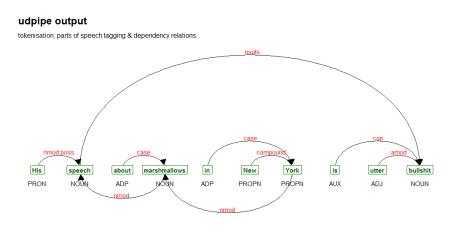 udpipe output
tokenisation, parts of speech tagging & dependency relations
nsubj
case
cop
nmod:poss
case
compound
amod
His speech about marshmallows in New York is utter bullshit
PRON NOUN ADP NOUN ADP PROPN PROPN AUX ADJ NOUN
nmod
nmod